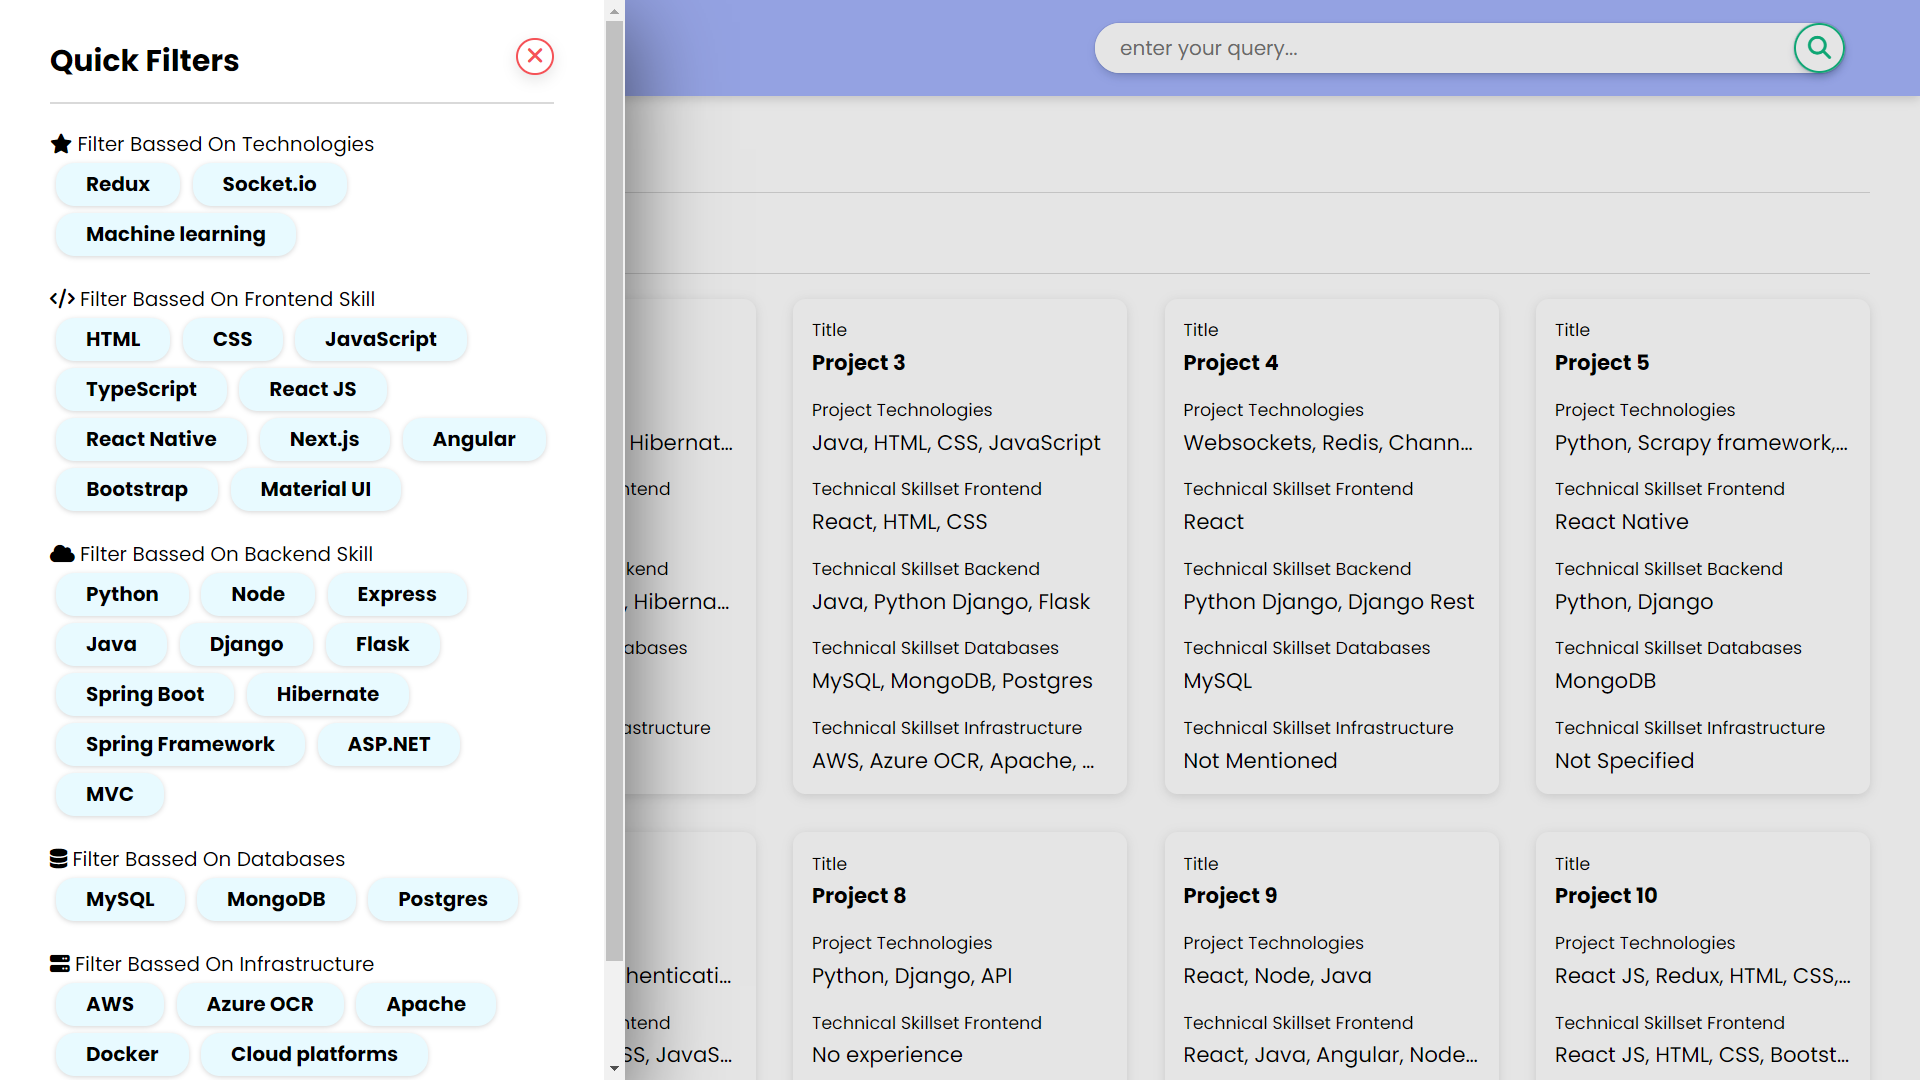 Quick Filters
enter your query...
Filter Bassed On Technologies
Redux
Socket.io
Machine learning
Filter Bassed On Frontend Skill
HTML
CSS
JavaScript
TypeScript
React JS
React Native
Next.js
Angular
Bootstrap
Material UI
Filter Bassed On Backend Skill
Python
Node
Express
Java
Django
Flask
Spring Boot
Hibernate
Spring Framework
ASP.NET
MVC
Filter Bassed On Databases
MySQL
MongoDB
Postgres
Filter Bassed On Infrastructure
AWS
Azure OCR
Apache
Docker
Cloud platforms
Hibernat...
ntend
kend
, Hiberna...
abases
astructure
Title
Project 3
Project Technologies
Java, HTML, CSS, JavaScript
Technical Skillset Frontend
React, HTML, CSS
Technical Skillset Backend
Java, Python Django, Flask
Technical Skillset Databases
MySQL, MongoDB, Postgres
Technical Skillset Infrastructure
AWS, Azure OCR, Apache, ...
Title
Project 4
Project Technologies
Websockets, Redis, Chann...
Technical Skillset Frontend
React
Technical Skillset Backend
Python Django, Django Rest
Technical Skillset Databases
MySQL
Technical Skillset Infrastructure
Not Mentioned
Title
Project 5
Project Technologies
Python, Scrapy framework,...
Technical Skillset Frontend
React Native
Technical Skillset Backend
Python, Django
Technical Skillset Databases
MongoDB
Technical Skillset Infrastructure
Not Specified
henticati...
ntend
SS, JavaS...
Title
Project 8
Project Technologies
Python, Django, API
Technical Skillset Frontend
No experience
Title
Project 9
Project Technologies
React, Node, Java
Technical Skillset Frontend
React, Java, Angular, Node...
Title
Project 10
Project Technologies
React JS, Redux, HTML, CSS,...
Technical Skillset Frontend
React JS, HTML, CSS, Bootst...